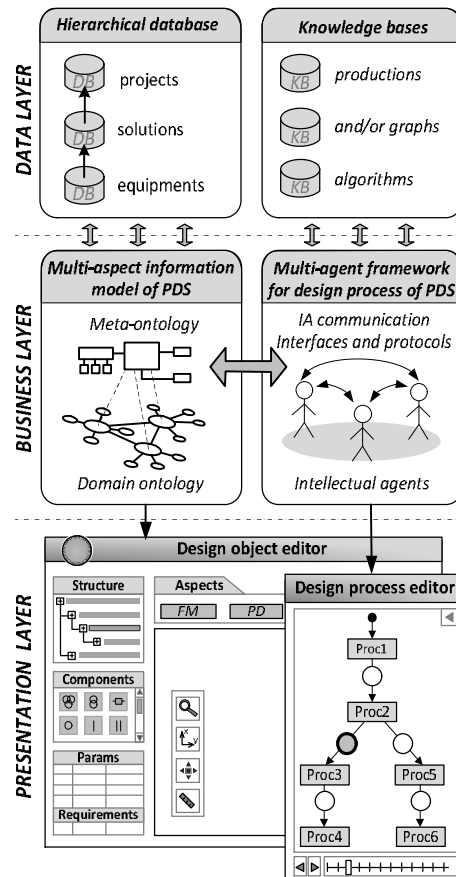 DATA LAYER
Hierarchical database
DB
projects
DB
solutions
DB
equipments
Knowledge bases
KB
productions
KB
and/or graphs
KB
algorithms
BUSINESS LAYER
Multi-aspect information
model of PDS
Meta-ontology
Domain ontology
Multi-agent framework
for design process of PDS
IA communication
Interfaces and protocols
Intellectual agents
PRESENTATION LAYER
Design object editor
Structure
Components
Params
Requirements
Aspects
FM
PD
x
y
Design process editor
Proc1
Proc2
Proc3
Proc5
Proc4
Proc6